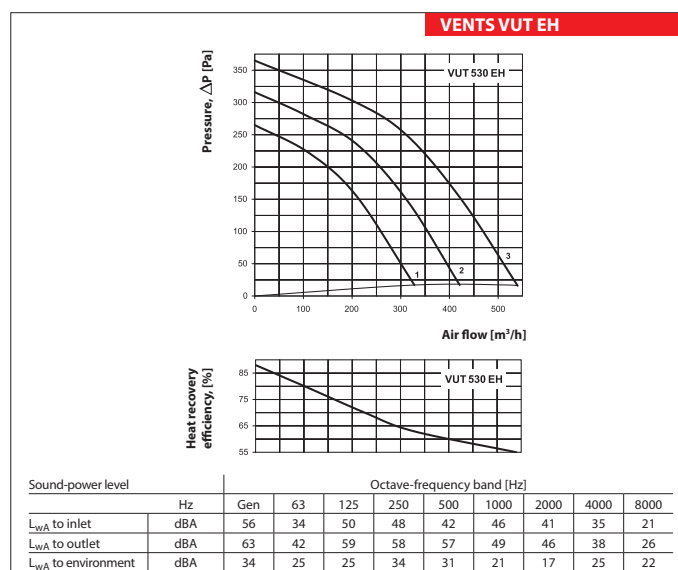 VENTS VUT EH
Pressure, △P [Pa]
VUT 530 EH
350
300
250
200
150
100
50
0
1
2
3
0 100 200 300 400 500
Air flow [m³/h]
Heat recovery
efficiency, [%]
VUT 530 EH
85
75
65
55
Sound-power level Octave-frequency band [Hz]
Hz Gen 63 125 250 500 1000 2000 4000 8000
LwA to inlet dBA 56 34 50 48 42 46 41 35 21
LwA to outlet dBA 63 42 59 58 57 49 46 38 26
LwA to environment dBA 34 25 25 34 31 21 17 25 22